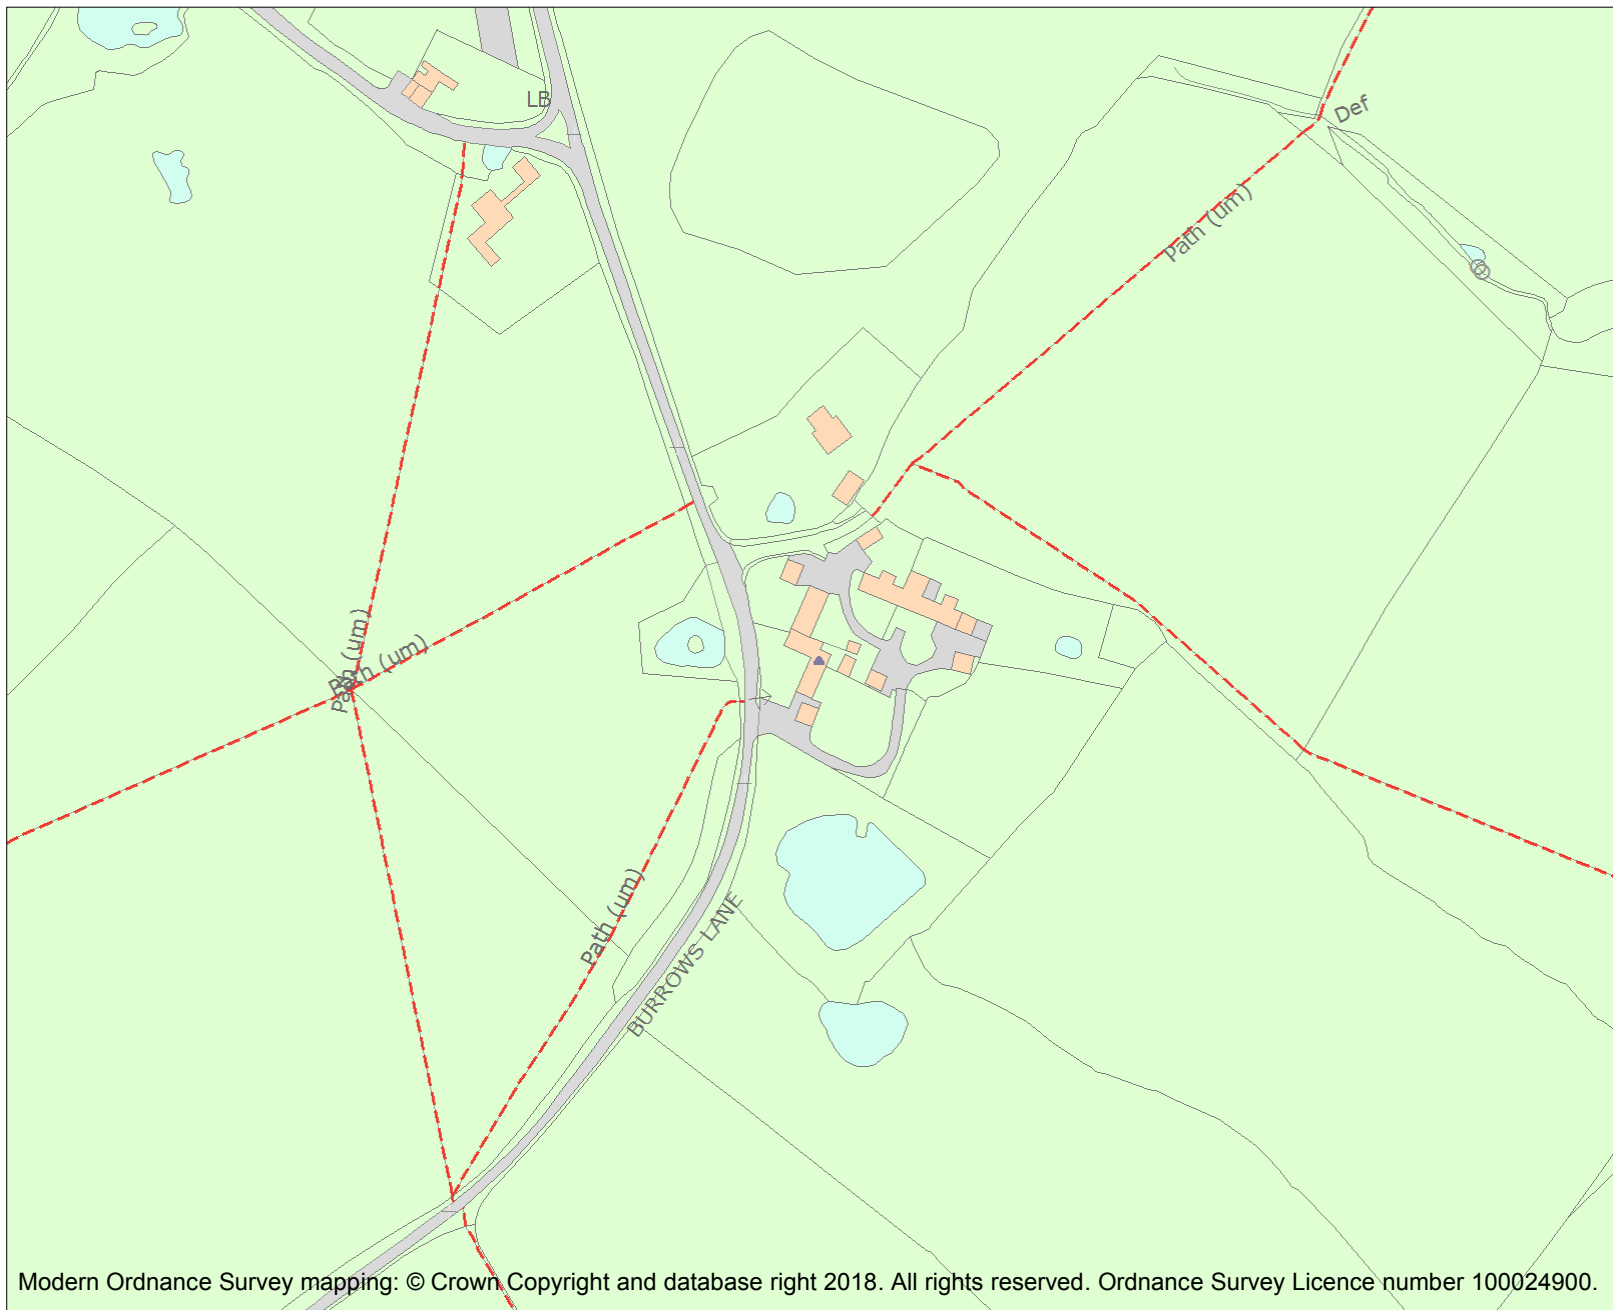 LB
Def
Path (um)
@
Path (um)
Path (um)
Path (um)
BURROWS LANE
Modern Ordnance Survey mapping: © Crown Copyright and database right 2018. All rights reserved. Ordnance Survey Licence number 100024900.